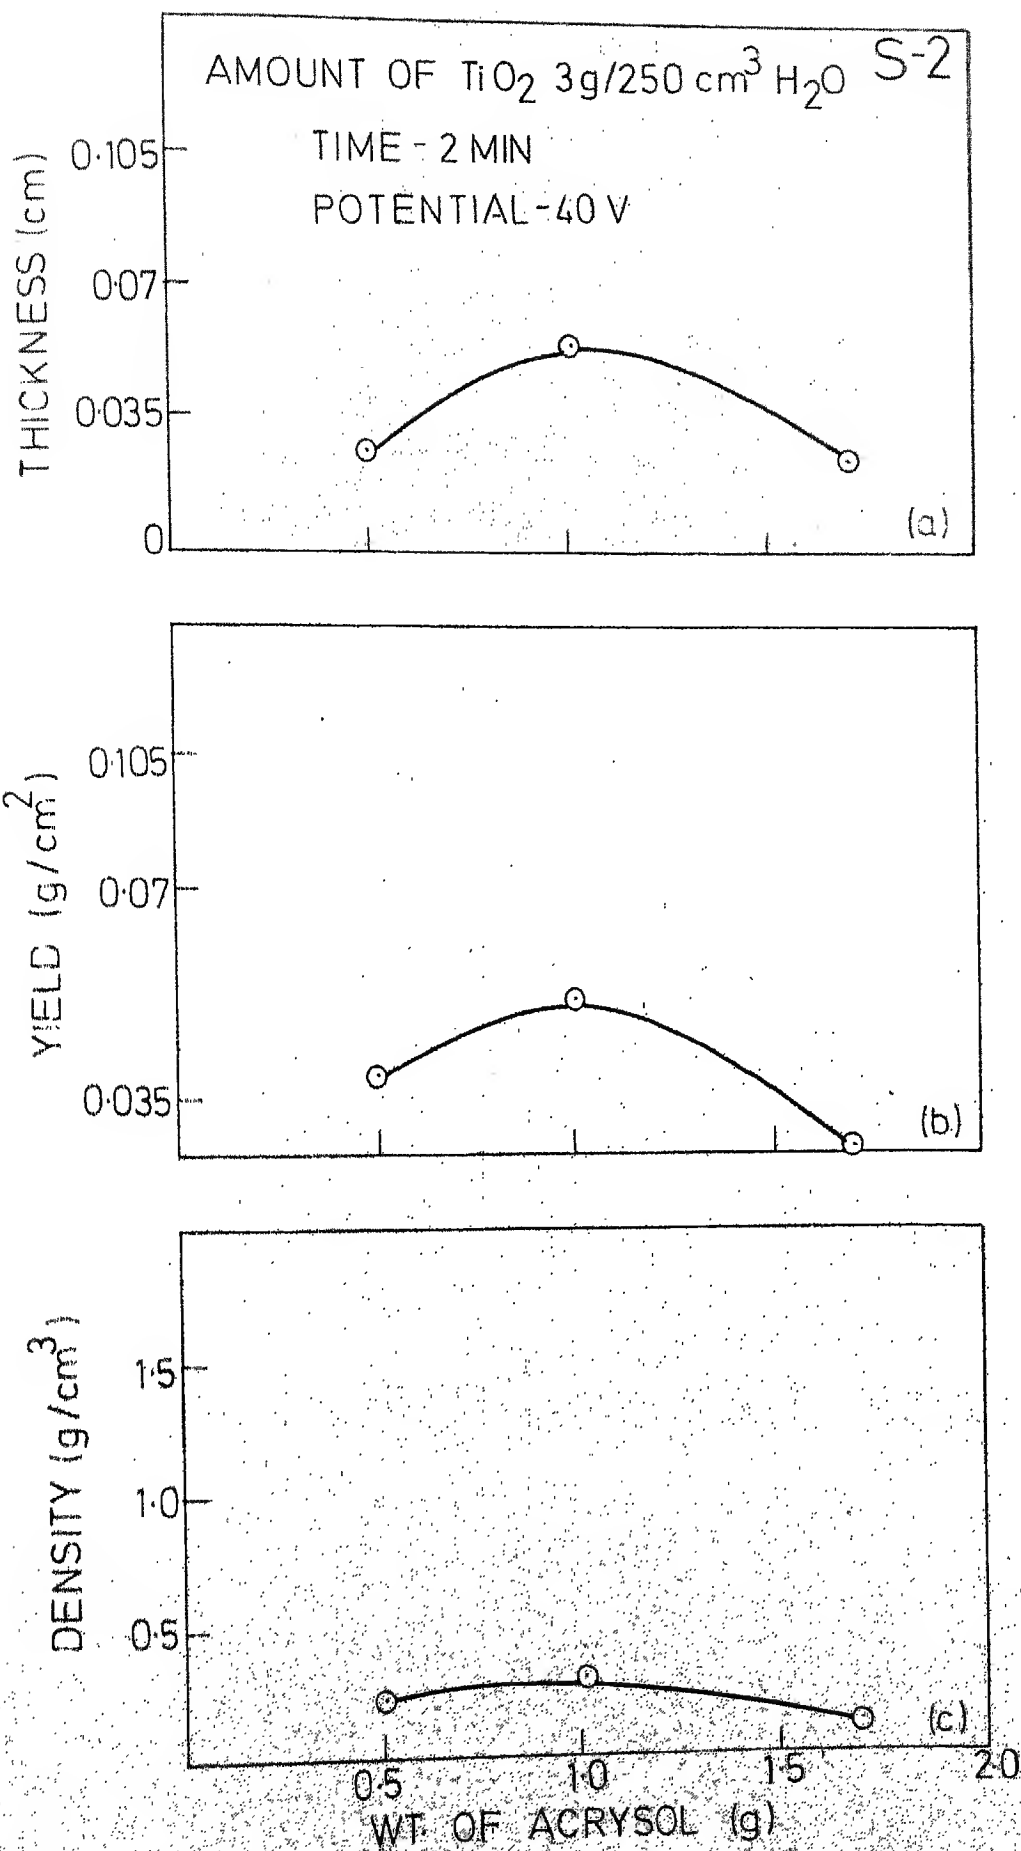 AMOUNT OF TiO2 3g/250 cm3 H2O S-2
TIME - 2 MIN
POTENTIAL - 40 V
THICKNESS (cm)
0·105
0·07
0·035
0
(a)
YIELD (g/cm2)
0·105
0·07
0·035
(b)
DENSITY (g/cm3)
1·5
1·0
0·5
(c)
0·5 1·0 1·5 2·0
WT. OF ACRYSOL (g)